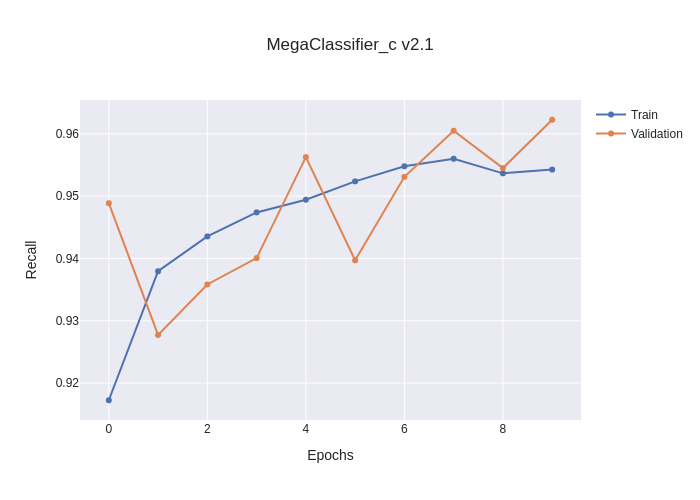 MegaClassifier_c v2.1
Train
Validation
Recall
0.96
0.95
0.94
0.93
0.92
0
2
4
6
8
Epochs